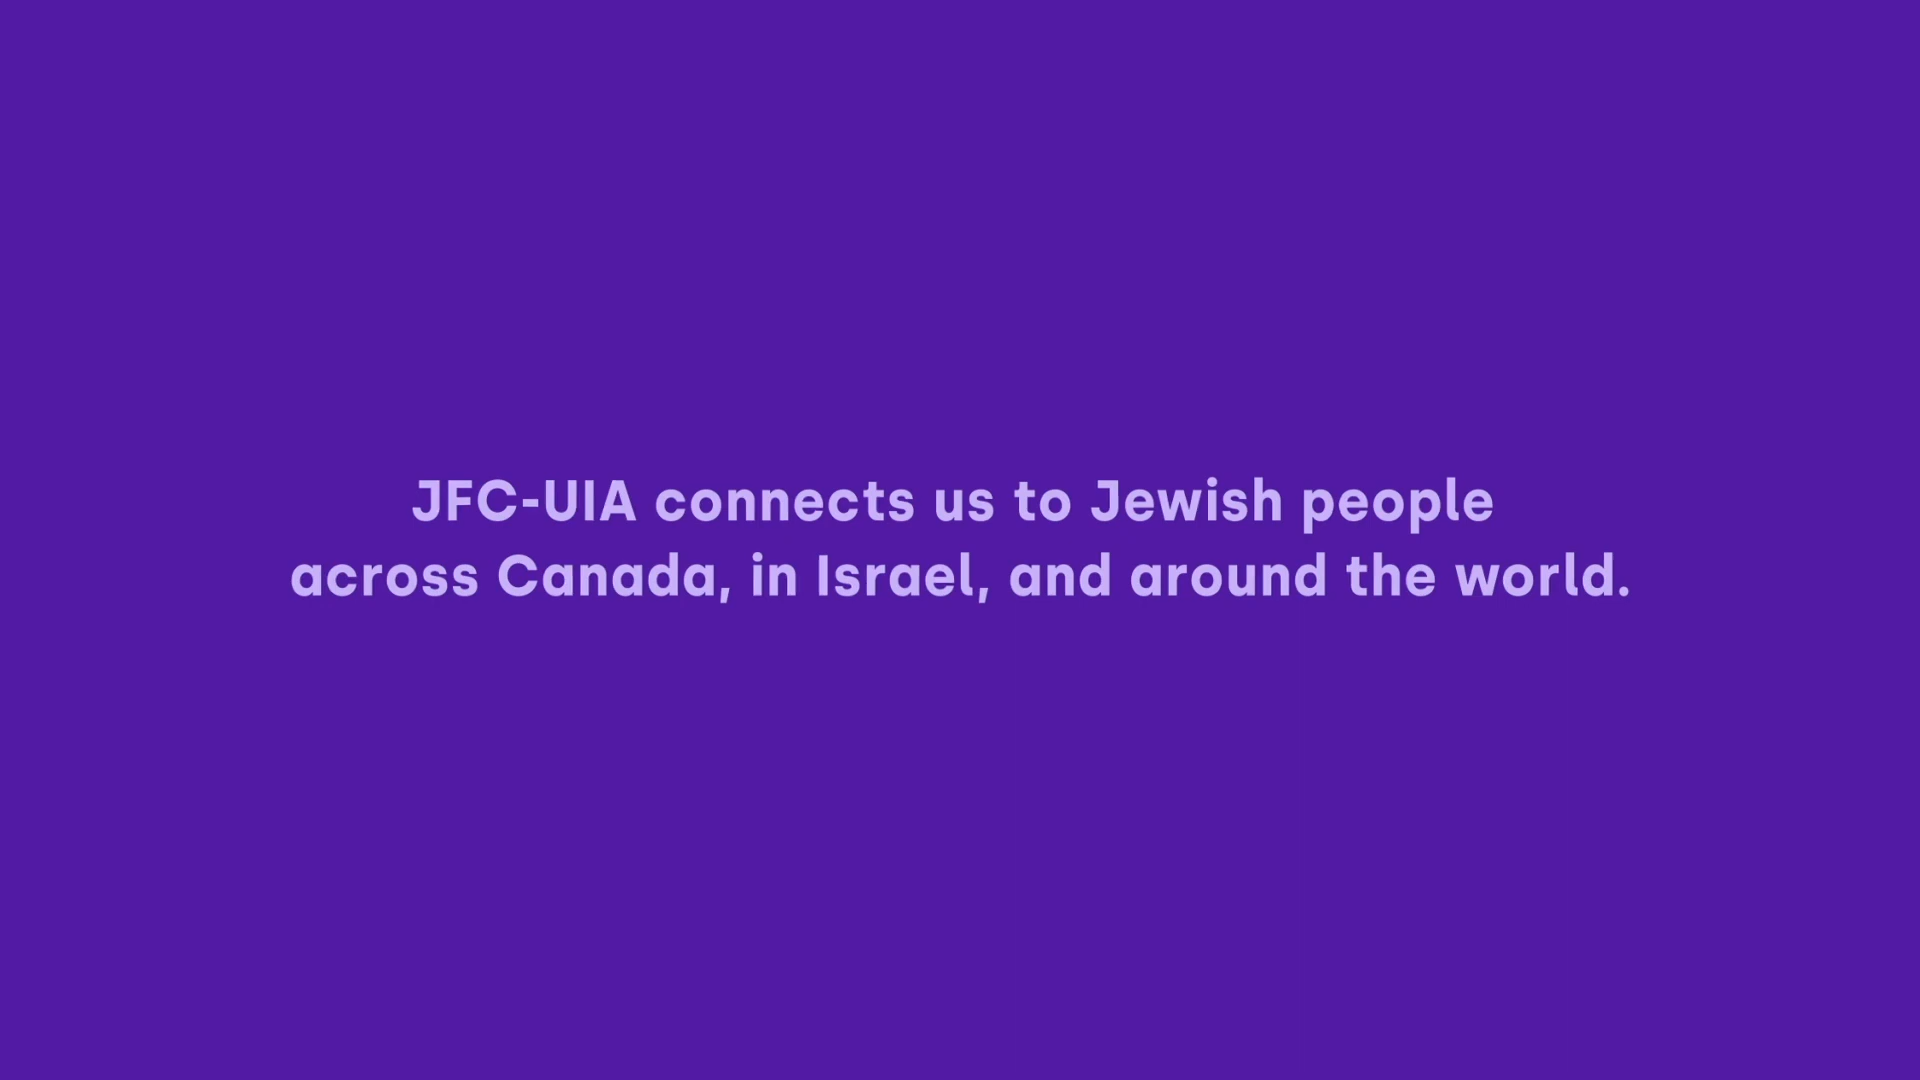 JFC-UIA connects us to Jewish people
across Canada, in Israel, and around the world.